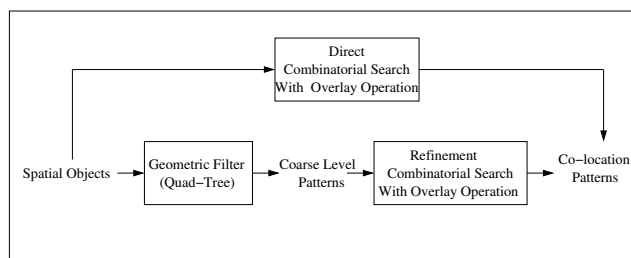 Direct
Combinatorial Search
With Overlay Operation
Spatial Objects
Geometric Filter
(Quad−Tree)
Coarse Level
Patterns
Refinement
Combinatorial Search
With Overlay Operation
Co−location
Patterns